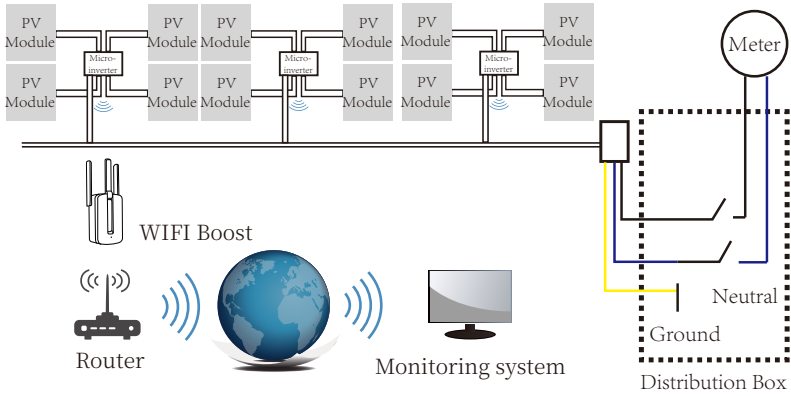 PV
Module
PV
Module
PV
Module
PV
Module
PV
Module
PV
Module
Micro-
inverter
Micro-
inverter
Micro-
inverter
PV
Module
PV
Module
PV
Module
PV
Module
PV
Module
PV
Module
Meter
WIFI Boost
Router
Monitoring system
Neutral
Ground
Distribution Box